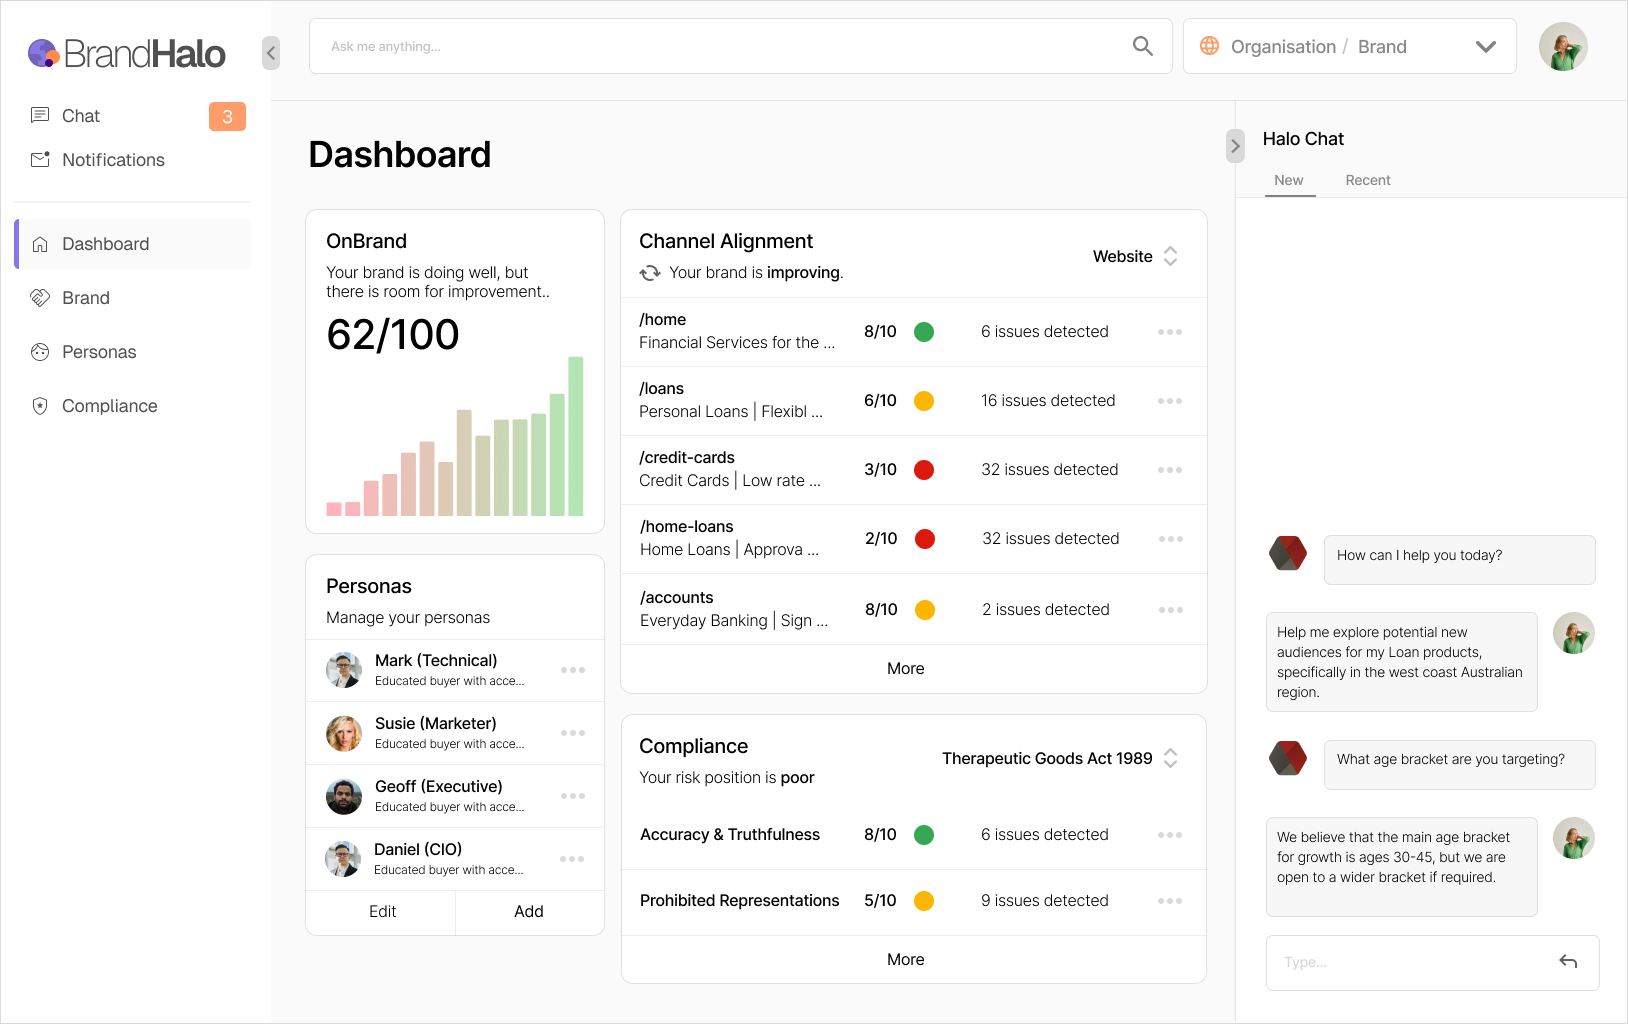 BrandHalo
Ask me anything...
Organisation / Brand
Chat
3
Notifications
Dashboard
Brand
Personas
Compliance
Dashboard
OnBrand
Your brand is doing well, but
there is room for improvement..
62/100
Channel Alignment
Your brand is improving.
Website
/home
Financial Services for the ...
8/10
6 issues detected
/loans
Personal Loans | Flexibl ...
6/10
16 issues detected
/credit-cards
Credit Cards | Low rate ...
3/10
32 issues detected
/home-loans
Home Loans | Approva ...
2/10
32 issues detected
/accounts
Everyday Banking | Sign ...
8/10
2 issues detected
More
Personas
Manage your personas
Mark (Technical)
Educated buyer with acce...
Susie (Marketer)
Educated buyer with acce...
Geoff (Executive)
Educated buyer with acce...
Daniel (CIO)
Educated buyer with acce...
Edit
Add
Compliance
Your risk position is poor
Therapeutic Goods Act 1989
Accuracy & Truthfulness
8/10
6 issues detected
Prohibited Representations
5/10
9 issues detected
More
Halo Chat
New
Recent
How can I help you today?
Help me explore potential new
audiences for my Loan products,
specifically in the west coast Australian
region.
What age bracket are you targeting?
We believe that the main age bracket
for growth is ages 30-45, but we are
open to a wider bracket if required.
Type...